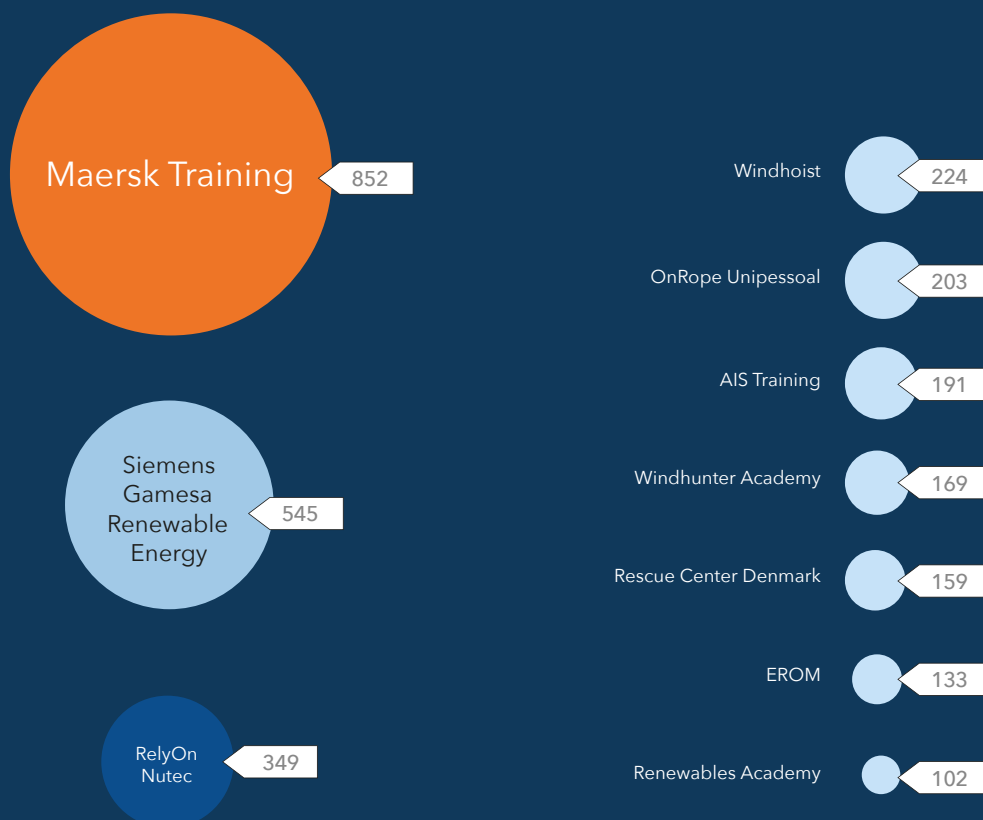 Maersk Training
852
Siemens
Gamesa
Renewable
Energy
545
RelyOn
Nutec
349
Windhoist
224
OnRope Unipessoal
203
AIS Training
191
Windhunter Academy
169
Rescue Center Denmark
159
EROM
133
Renewables Academy
102